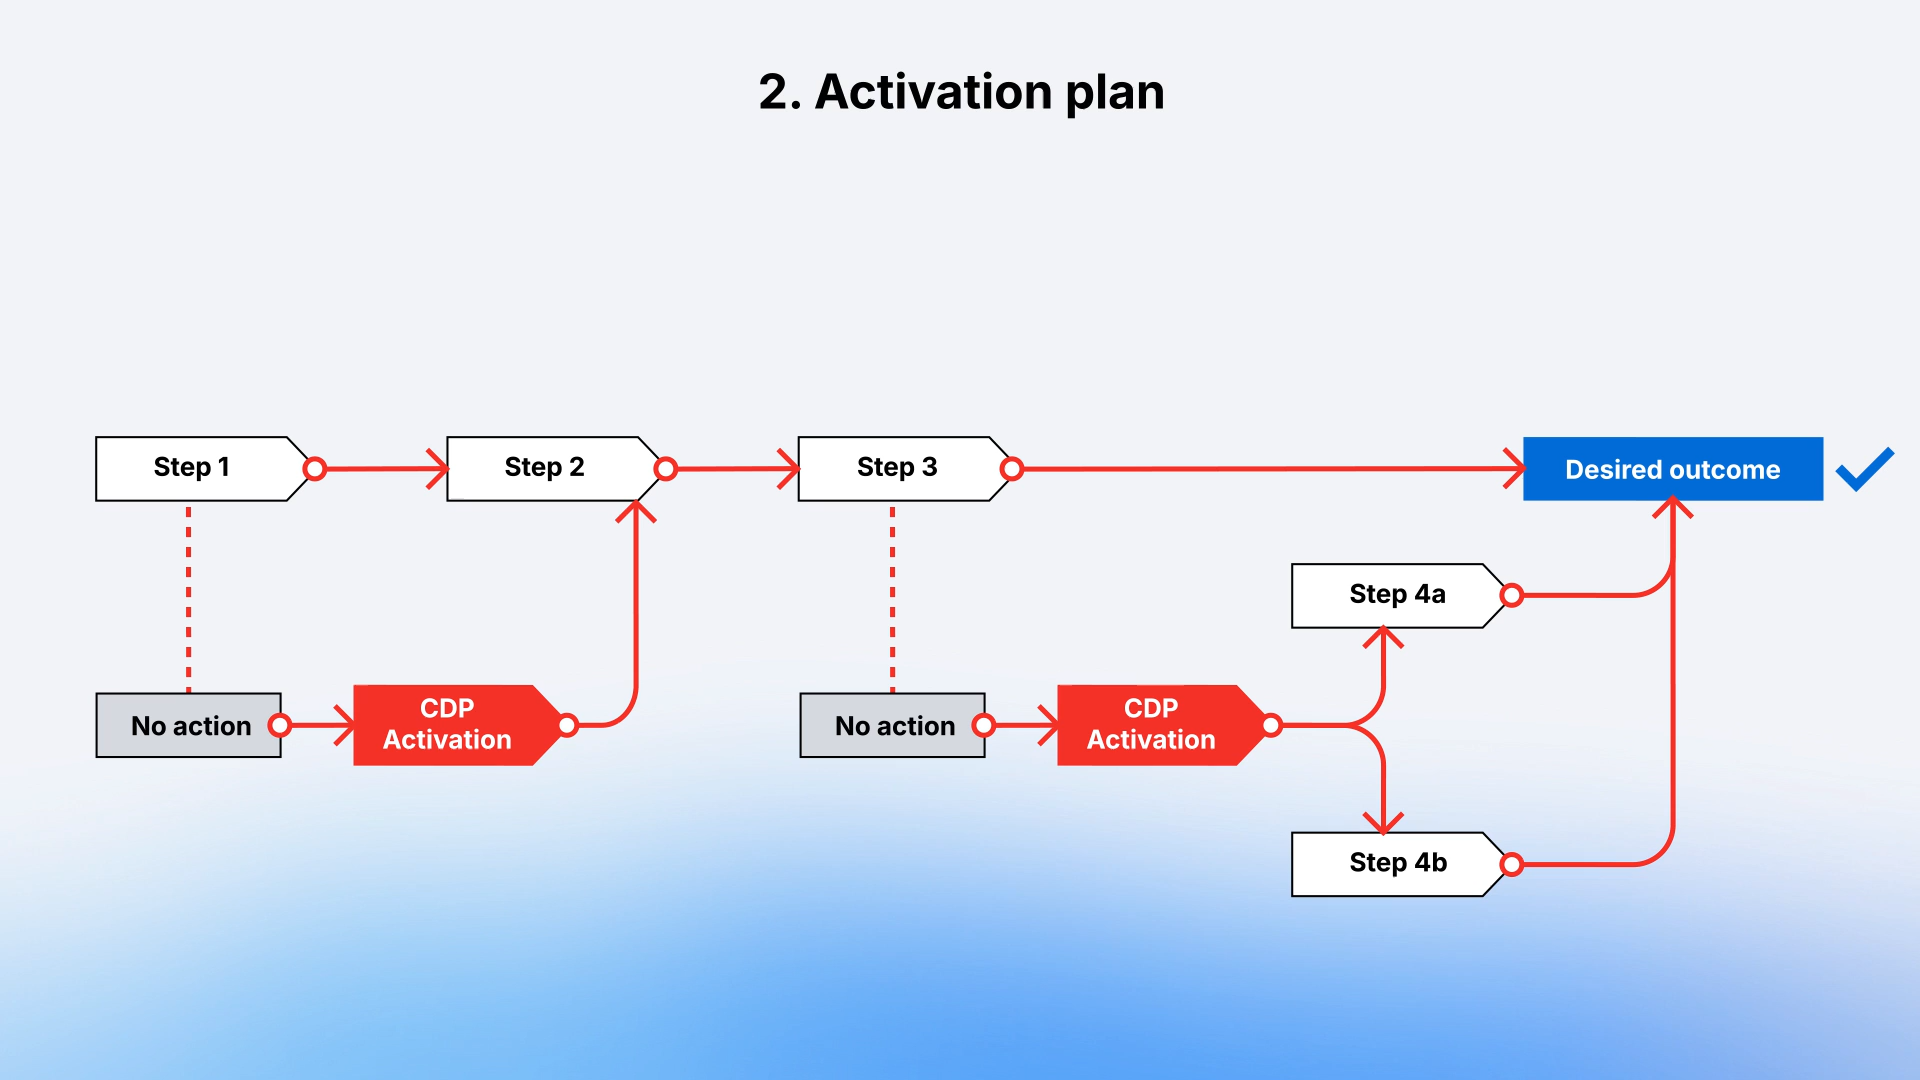 2. Activation plan
Step 1
Step 2
Step 3
Desired outcome
Step 4a
No action
CDP
Activation
No action
CDP
Activation
Step 4b